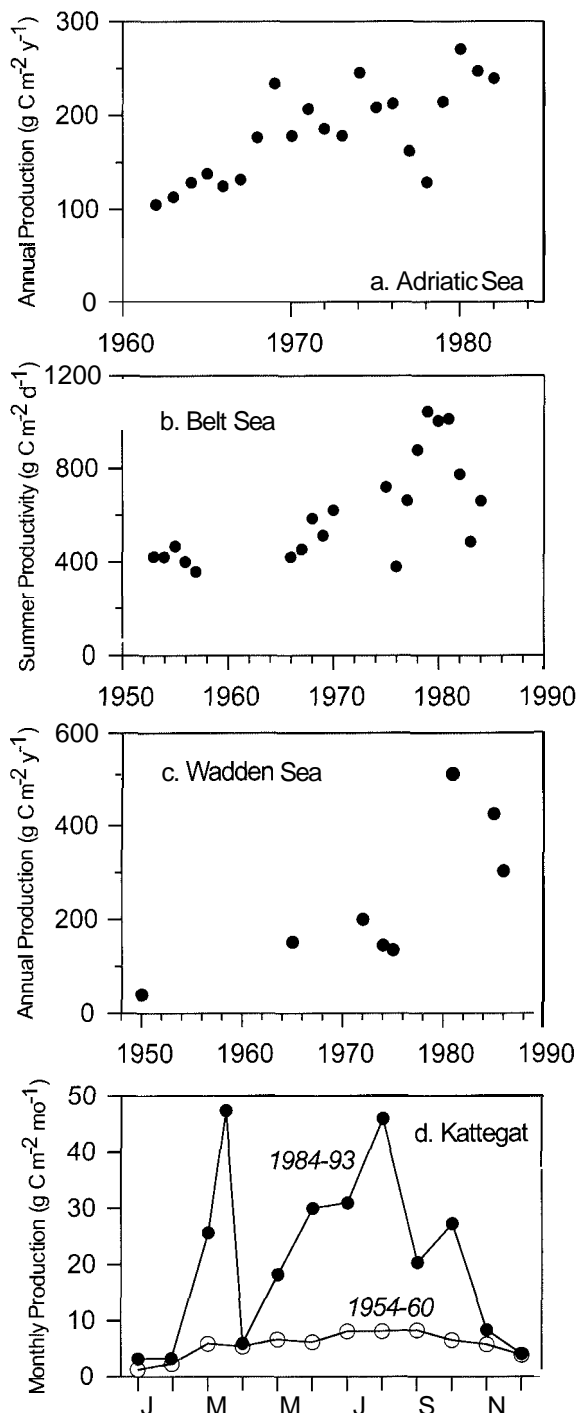 300
200
100
0
Annual Production (g C m-2 y-1)
a. Adriatic Sea
1960 1970 1980
1200
800
400
0
Summer Productivity (g C m-2 d-1)
b. Belt Sea
1950 1960 1970 1980 1990
600
400
200
0
Annual Production (g C m-2 y-1)
c. Wadden Sea
1950 1960 1970 1980 1990
50
40
30
20
10
0
Monthly Production (g C m-2 mo-1)
d. Kattegat
1984-93
1954-60
J M M J S N